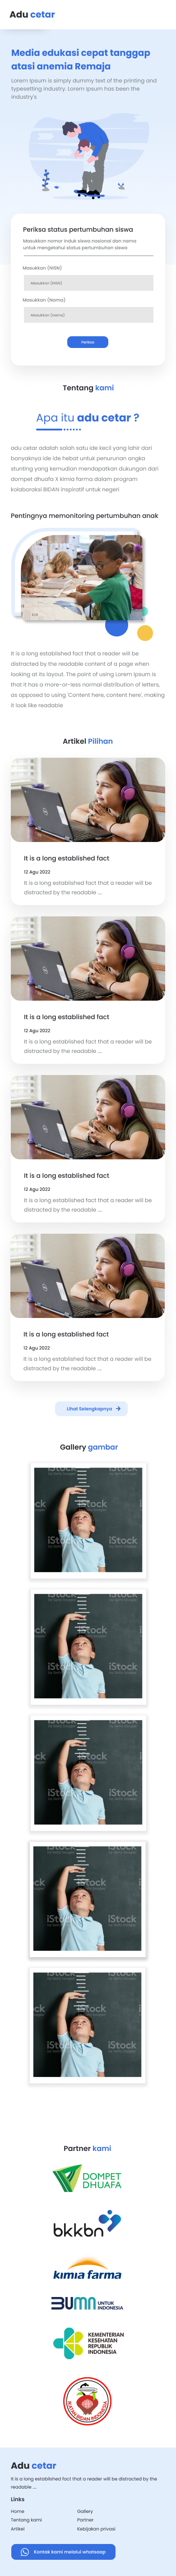 Adu cetar
Media edukasi cepat tanggap
atasi anemia Remaja
Lorem Ipsum is simply dummy text of the printing and
typesetting industry. Lorem Ipsum has been the
industry's
Periksa status pertumbuhan siswa
Masukkan nomor induk siswa nasional dan nama
untuk mengetahui status pertumbuhan siswa
Masukkan (NISN)
Masukkan (NISN)
Masukkan (Nama)
Masukkan (nama)
Periksa
Tentang kami
Apa itu adu cetar ?
adu cetar adalah salah satu ide kecil yang lahir dari
banyaknya ide ide hebat untuk penurunan angka
stunting yang kemudian mendapatkan dukungan dari
dompet dhuafa X kimia farma dalam program
kolaboraksi BIDAN inspiratif untuk negeri
Pentingnya memonitoring pertumbuhan anak
It is a long established fact that a reader will be
distracted by the readable content of a page when
looking at its layout. The point of using Lorem Ipsum is
that it has a more-or-less normal distribution of letters,
as opposed to using 'Content here, content here', making
it look like readable
Artikel Pilihan
It is a long established fact
12 Agu 2022
It is a long established fact that a reader will be
distracted by the readable ....
It is a long established fact
12 Agu 2022
It is a long established fact that a reader will be
distracted by the readable ....
It is a long established fact
12 Agu 2022
It is a long established fact that a reader will be
distracted by the readable ....
It is a long established fact
12 Agu 2022
It is a long established fact that a reader will be
distracted by the readable ....
Lihat Selengkapnya
Gallery gambar
iStock
iStock
iStock
iStock
iStock
Partner kami
DOMPET
DHUAFA
bkkbn
kimia farma
BUMN UNTUK
INDONESIA
KEMENTERIAN
KESEHATAN
REPUBLIK
INDONESIA
IKATAN BIDAN INDONESIA
Adu cetar
It is a long established fact that a reader will be distracted by the
readable ....
Links
Home
Gallery
Tentang kami
Partner
Artikel
Kebijakan privasi
Kontak kami melalui whatsaap